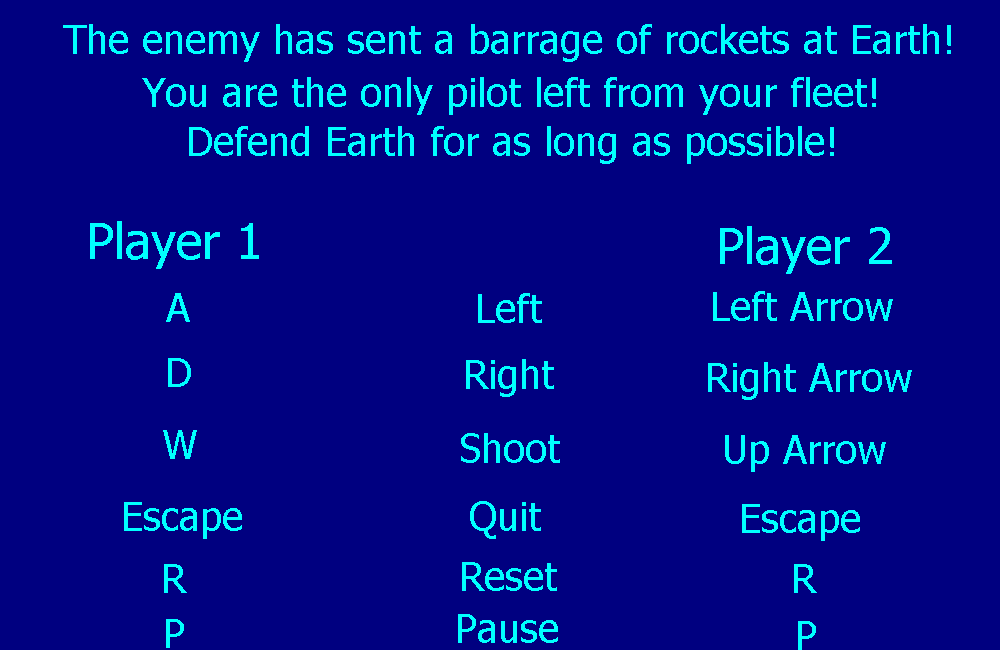 The enemy has sent a barrage of rockets at Earth!
You are the only pilot left from your fleet!
Defend Earth for as long as possible!
Player 1 Player 2
A Left Left Arrow
D Right Right Arrow
W Shoot Up Arrow
Escape Quit Escape
R Reset R
P Pause P